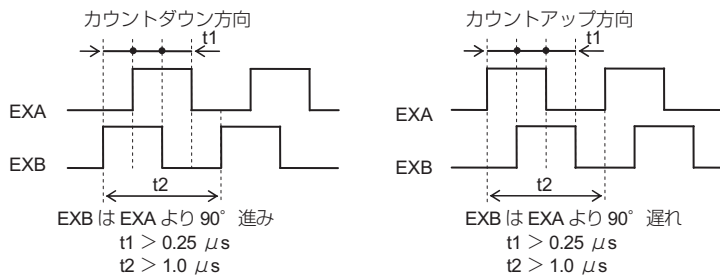 カウントダウン方向
t1
EXA
EXB
t2
EXB は EXA より 90° 進み
t1 > 0.25 μs
t2 > 1.0 μs
カウントアップ方向
t1
EXA
EXB
t2
EXB は EXA より 90° 遅れ
t1 > 0.25 μs
t2 > 1.0 μs